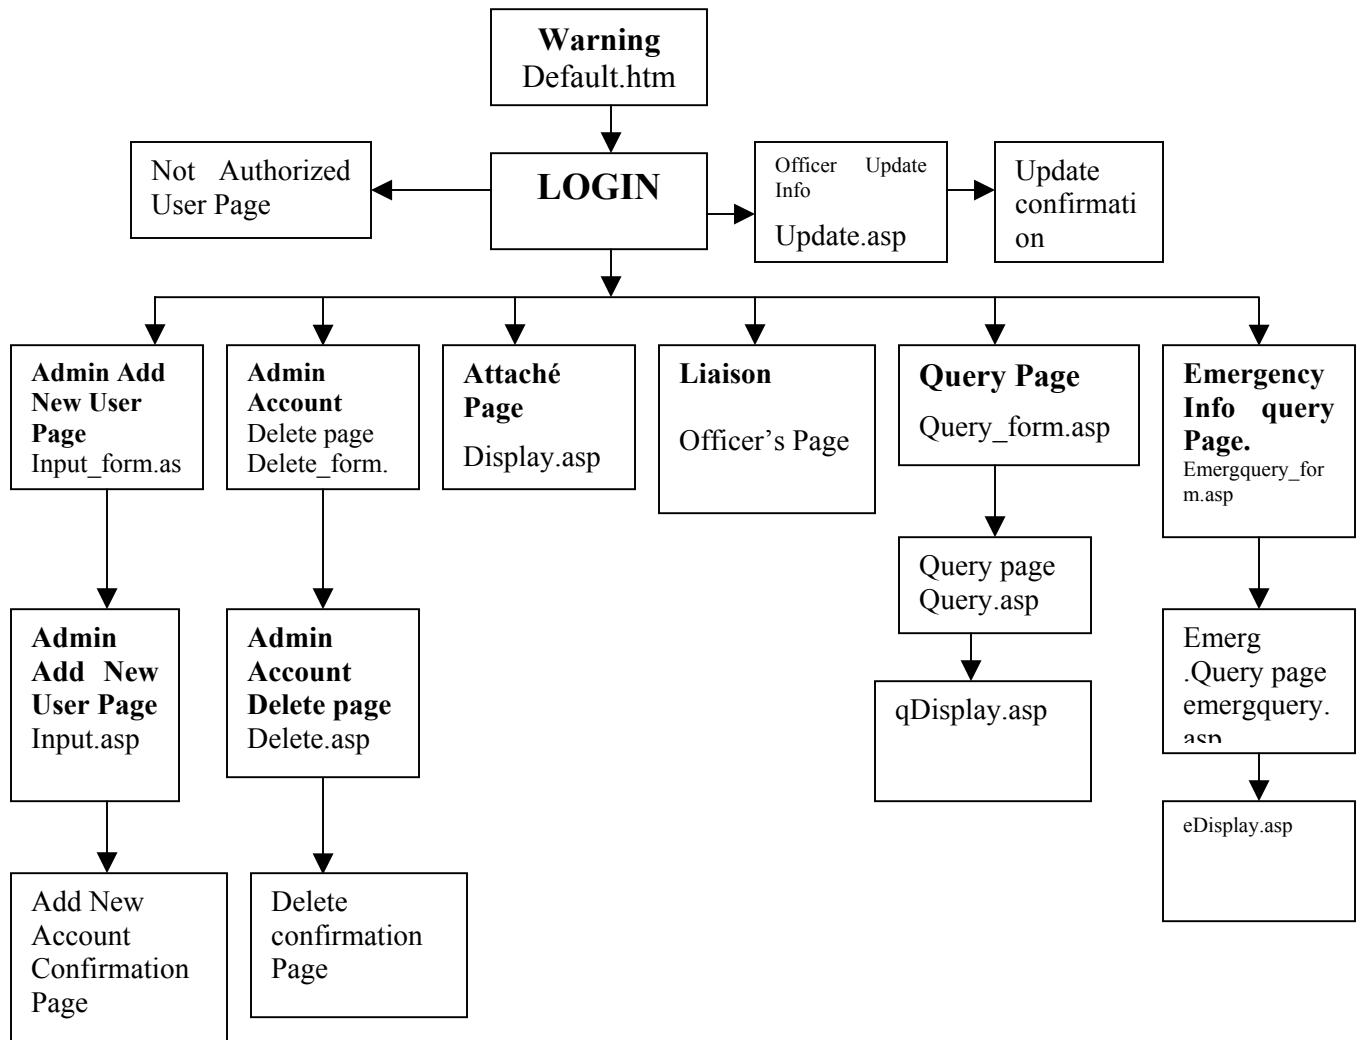 Warning
Default.htm
Not Authorized
User Page
LOGIN
Officer Update
Info
Update.asp
Update
confirmati
on
Admin Add
New User
Page
Input_form.as
Admin
Account
Delete page
Delete_form.
Attaché
Page
Display.asp
Liaison
Officer’s Page
Query Page
Query_form.asp
Emergency
Info query
Page.
Emergquery_for
m.asp
Query page
Query.asp
Admin
Add New
User Page
Input.asp
Admin
Account
Delete page
Delete.asp
Emerg
.Query page
emergquery.
asp
qDisplay.asp
eDisplay.asp
Add New
Account
Confirmation
Page
Delete
confirmation
Page